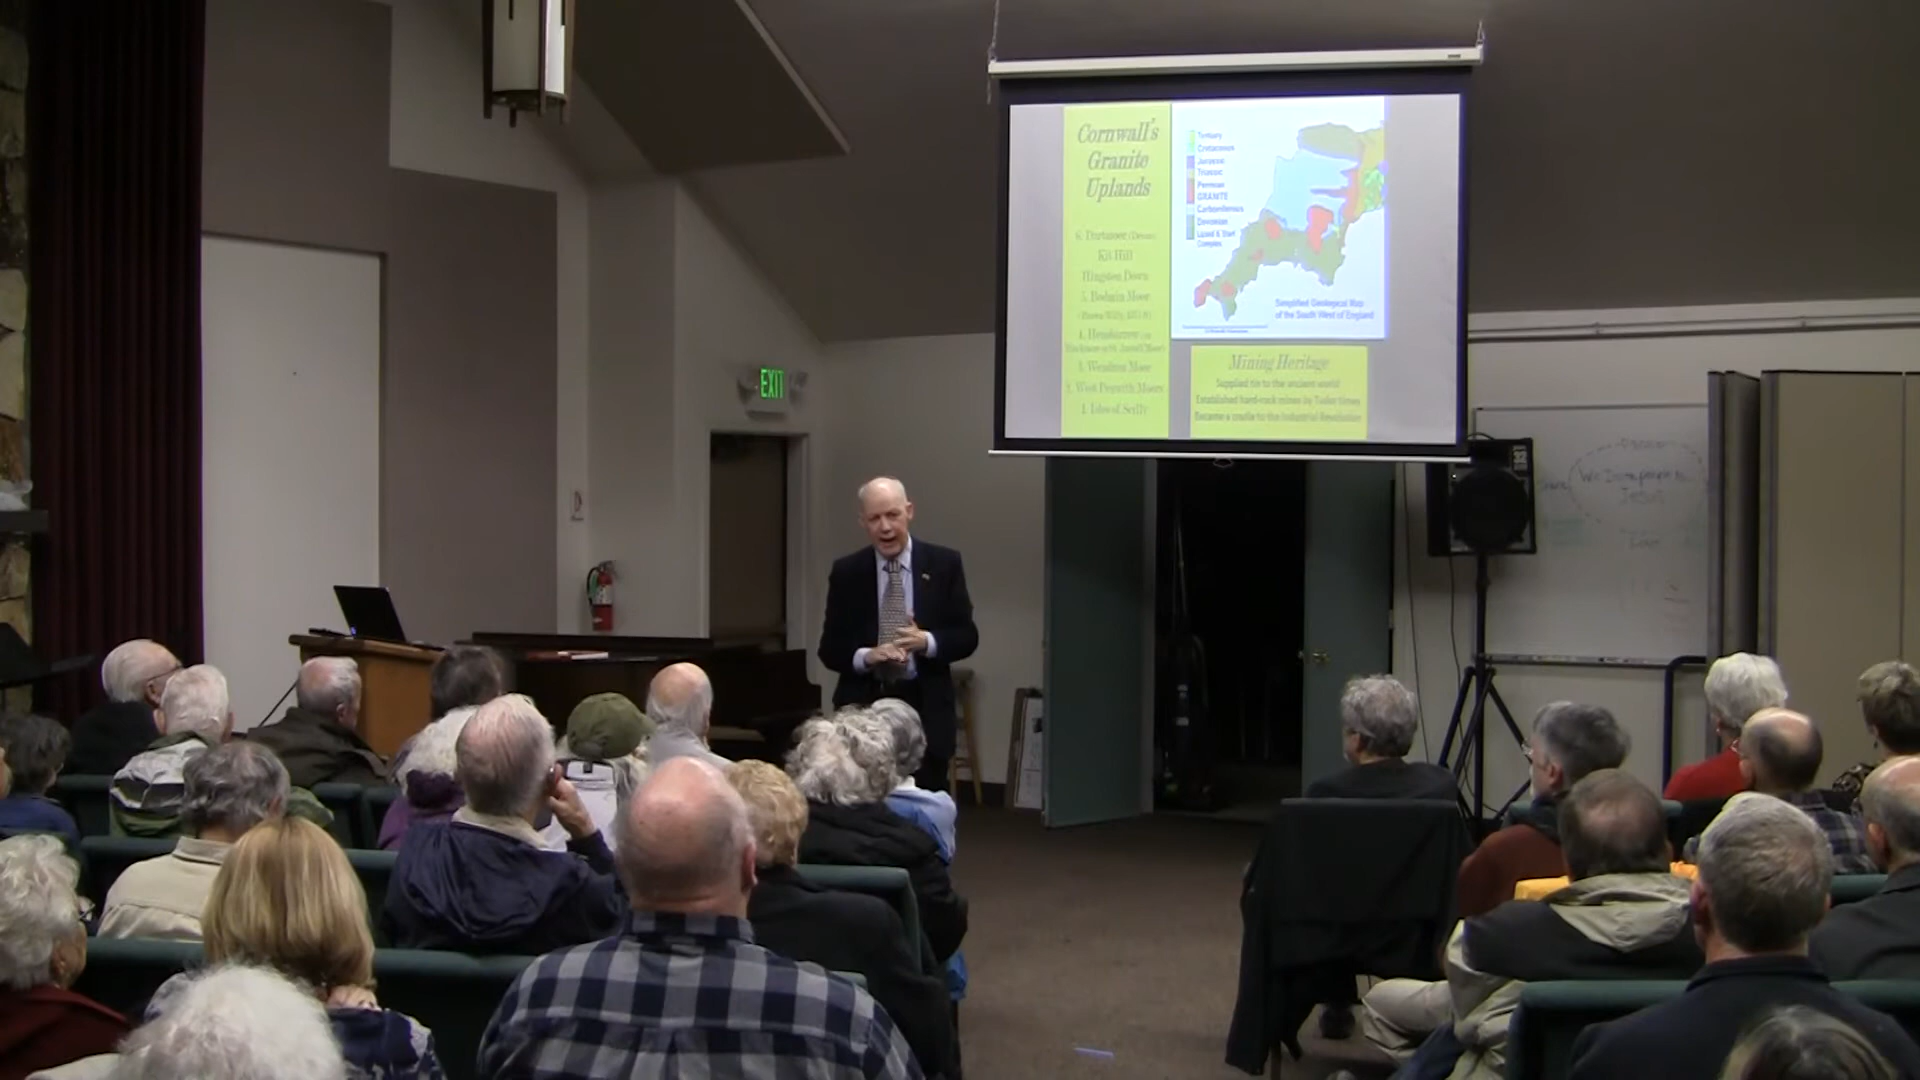 Cornwall's
Granite
Uplands
6. Dartmoor (Devon)
Kit Hill
Hingston Down
5. Bodmin Moor
4. Hensbarrow
3. Wendron Moor
2. West Penwith Moors
1. Isles of Scilly
Tertiary
Cretaceous
Jurassic
Triassic
Permian
GRANITE
Carboniferous
Devonian
Lizard & Start
Complex
Simplified Geological Map
of the South West of England
Mining Heritage
Supplied tin to the ancient world
Established hard-rock mines by Tudor times
Became a cradle to the Industrial Revolution
EXIT